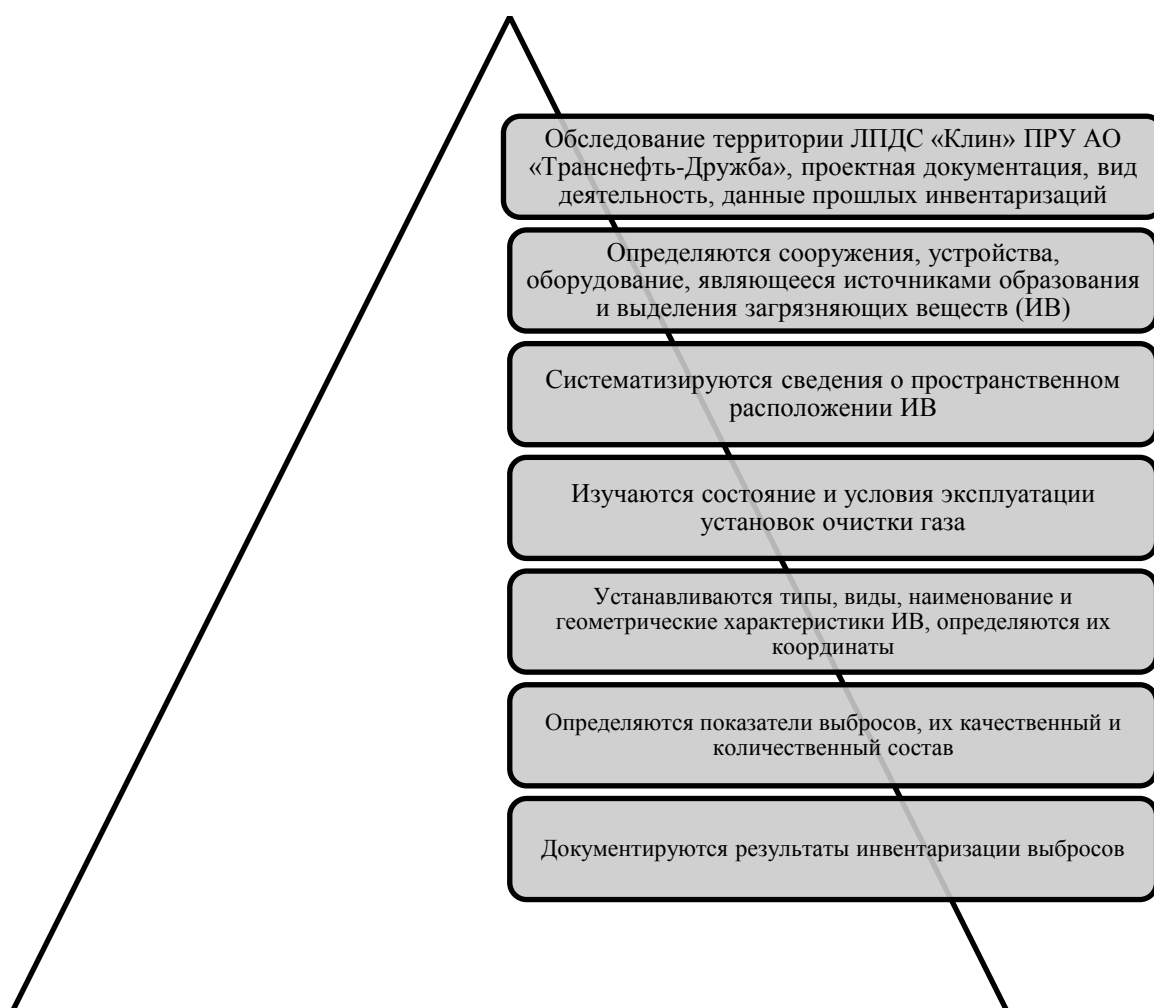 Обследование территории ЛПДС «Клин» ПРУ АО
«Транснефть-Дружба», проектная документация, вид
деятельность, данные прошлых инвентаризаций
Определяются сооружения, устройства,
оборудование, являющееся источниками образования
и выделения загрязняющих веществ (ИВ)
Систематизируются сведения о пространственном
расположении ИВ
Изучаются состояние и условия эксплуатации
установок очистки газа
Устанавливаются типы, виды, наименование и
геометрические характеристики ИВ, определяются их
координаты
Определяются показатели выбросов, их качественный и
количественный состав
Документируются результаты инвентаризации выбросов